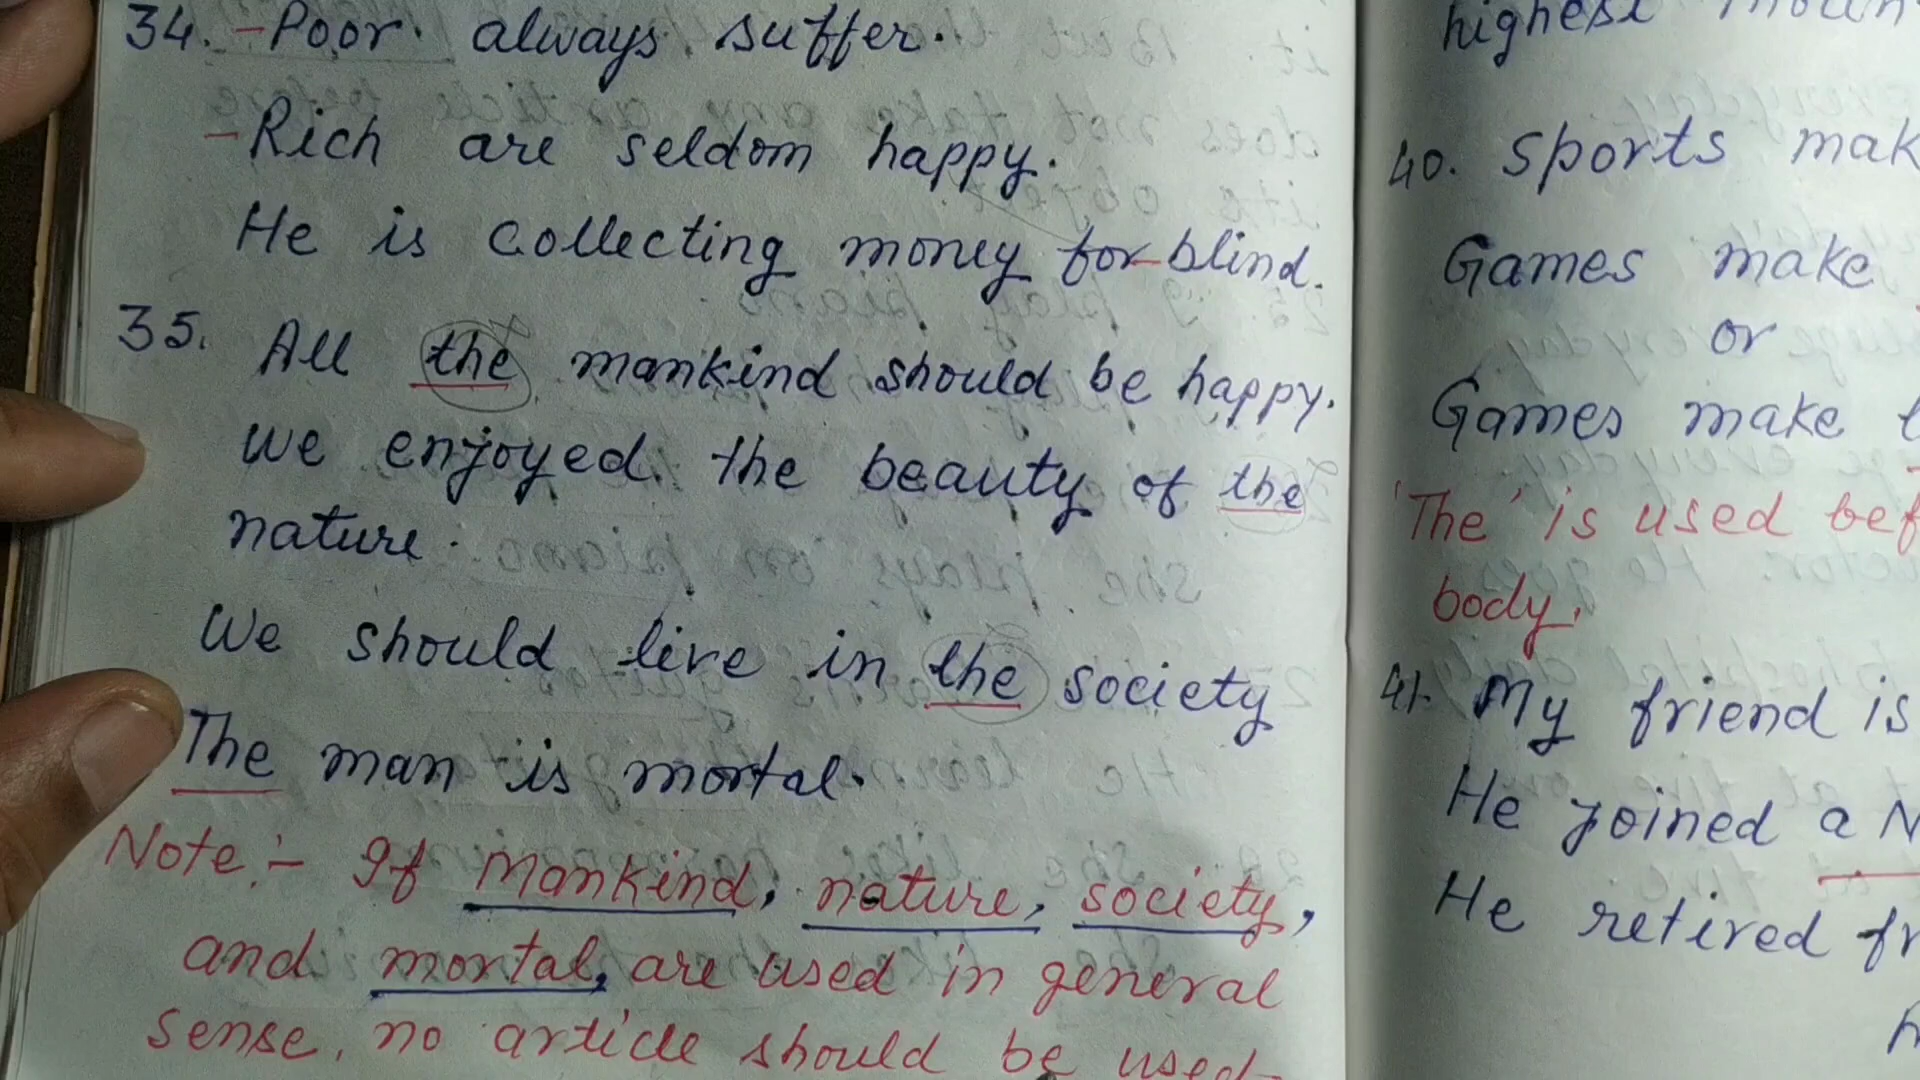 34. - Poor. always suffer.
- Rich are seldom happy.
He is collecting money for - blind.
35. All the mankind should be happy.
We enjoyed the beauty of the
nature.
We should live in the society
The man is mortal.
Note:- If Mankind, nature, society,
and mortal, are used in general
sense, no article should be used
highest
40. Sports mak
Games make
or
Games make
'The' is used bef
body.
41. My friend is
He joined a N
He retired fr